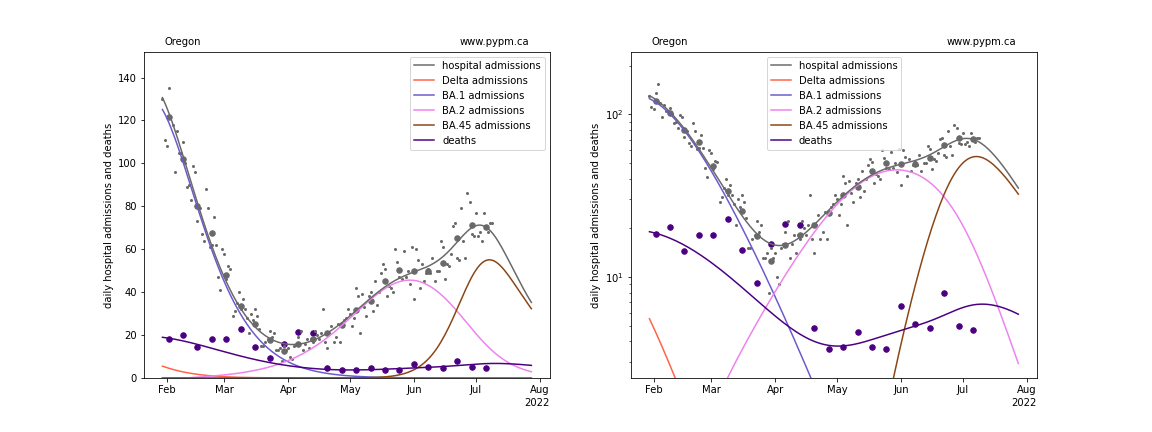 Oregon
www.pypm.ca
hospital admissions
Delta admissions
BA.1 admissions
BA.2 admissions
BA.45 admissions
deaths
daily hospital admissions and deaths
140
120
100
80
60
40
20
0
Feb Mar Apr May Jun Jul Aug
2022
Oregon
www.pypm.ca
hospital admissions
Delta admissions
BA.1 admissions
BA.2 admissions
BA.45 admissions
deaths
daily hospital admissions and deaths
10²
10¹
Feb Mar Apr May Jun Jul Aug
2022